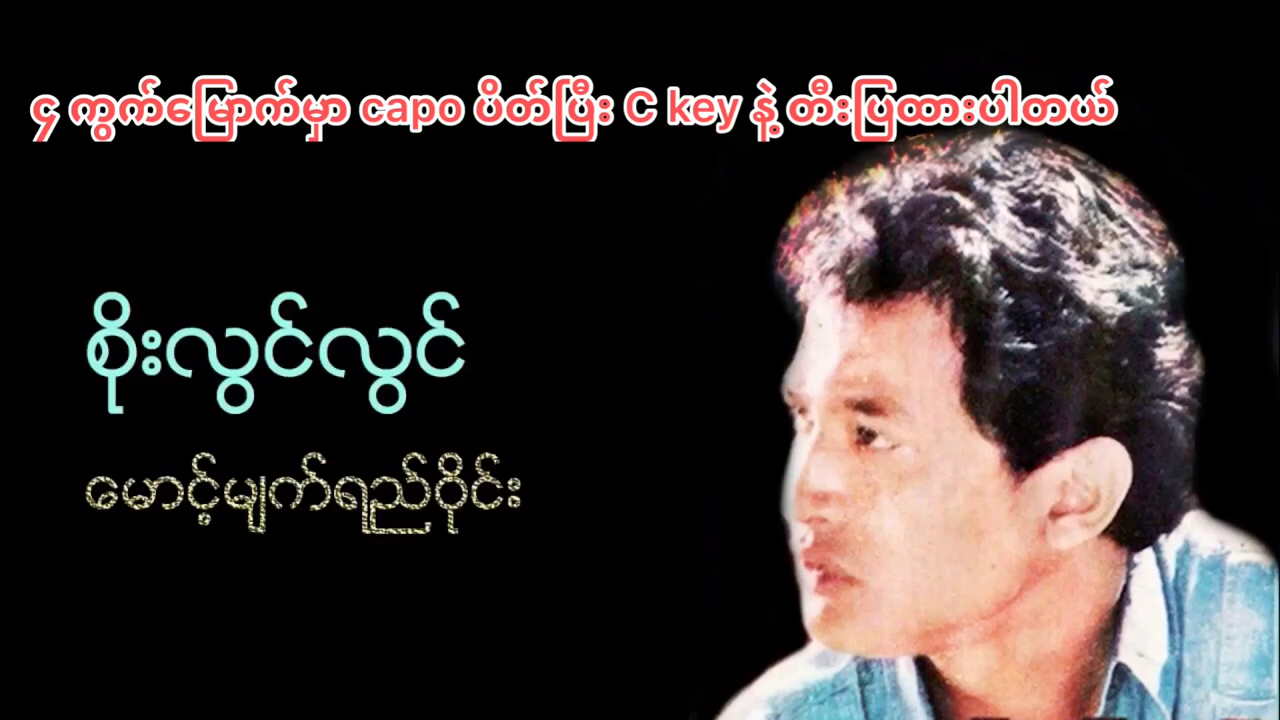 ၄ ကွက်မြောက်မှာ capo ပိတ်ပြီး C key နဲ့ တီးပြထားပါတယ်
စိုးလွင်လွင်
မောင့်မျက်ရည်ဝိုင်း